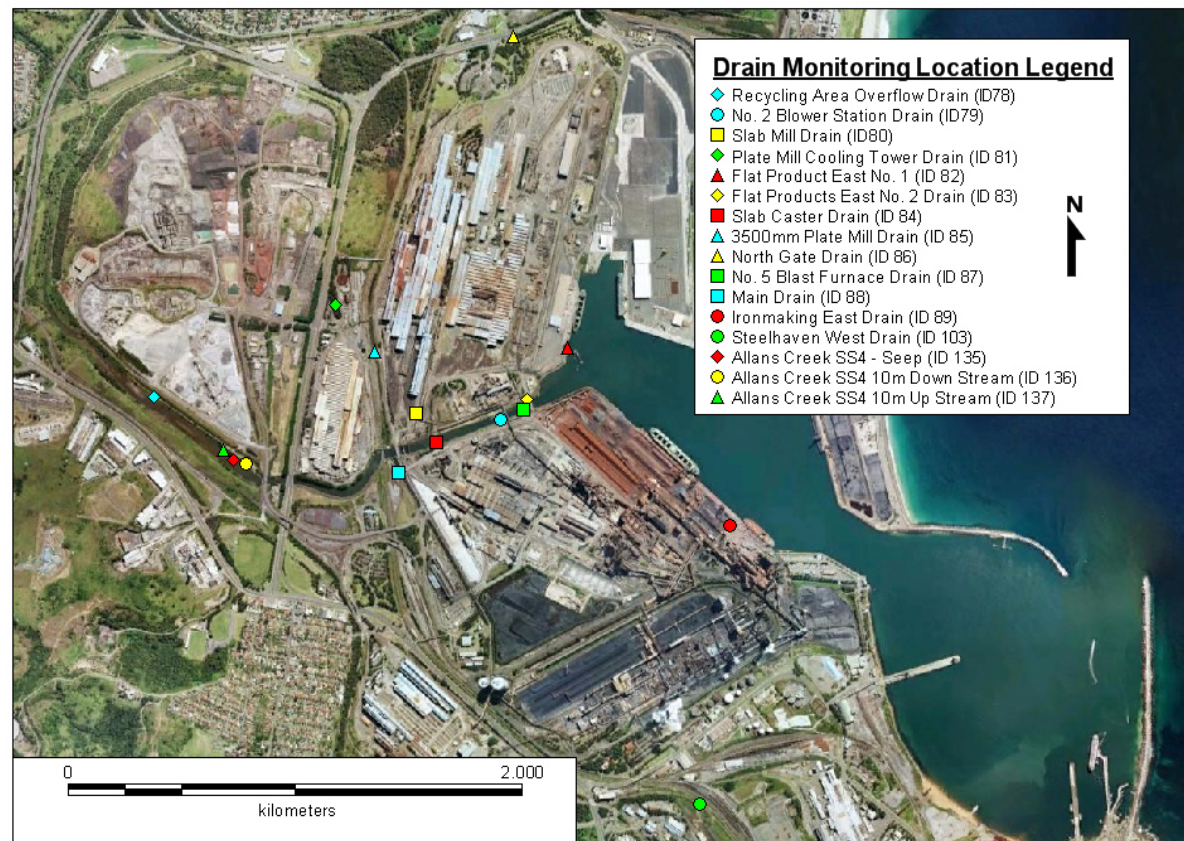 Drain Monitoring Location Legend
Recycling Area Overflow Drain (ID78)
No. 2 Blower Station Drain (ID79)
Slab Mill Drain (ID80)
Plate Mill Cooling Tower Drain (ID 81)
Flat Product East No. 1 (ID 82)
Flat Products East No. 2 Drain (ID 83)
Slab Caster Drain (ID 84)
3500mm Plate Mill Drain (ID 85)
North Gate Drain (ID 86)
No. 5 Blast Furnace Drain (ID 87)
Main Drain (ID 88)
Ironmaking East Drain (ID 89)
Steelhaven West Drain (ID 103)
Allans Creek SS4 - Seep (ID 135)
Allans Creek SS4 10m Down Stream (ID 136)
Allans Creek SS4 10m Up Stream (ID 137)
N
0 2.000
kilometers